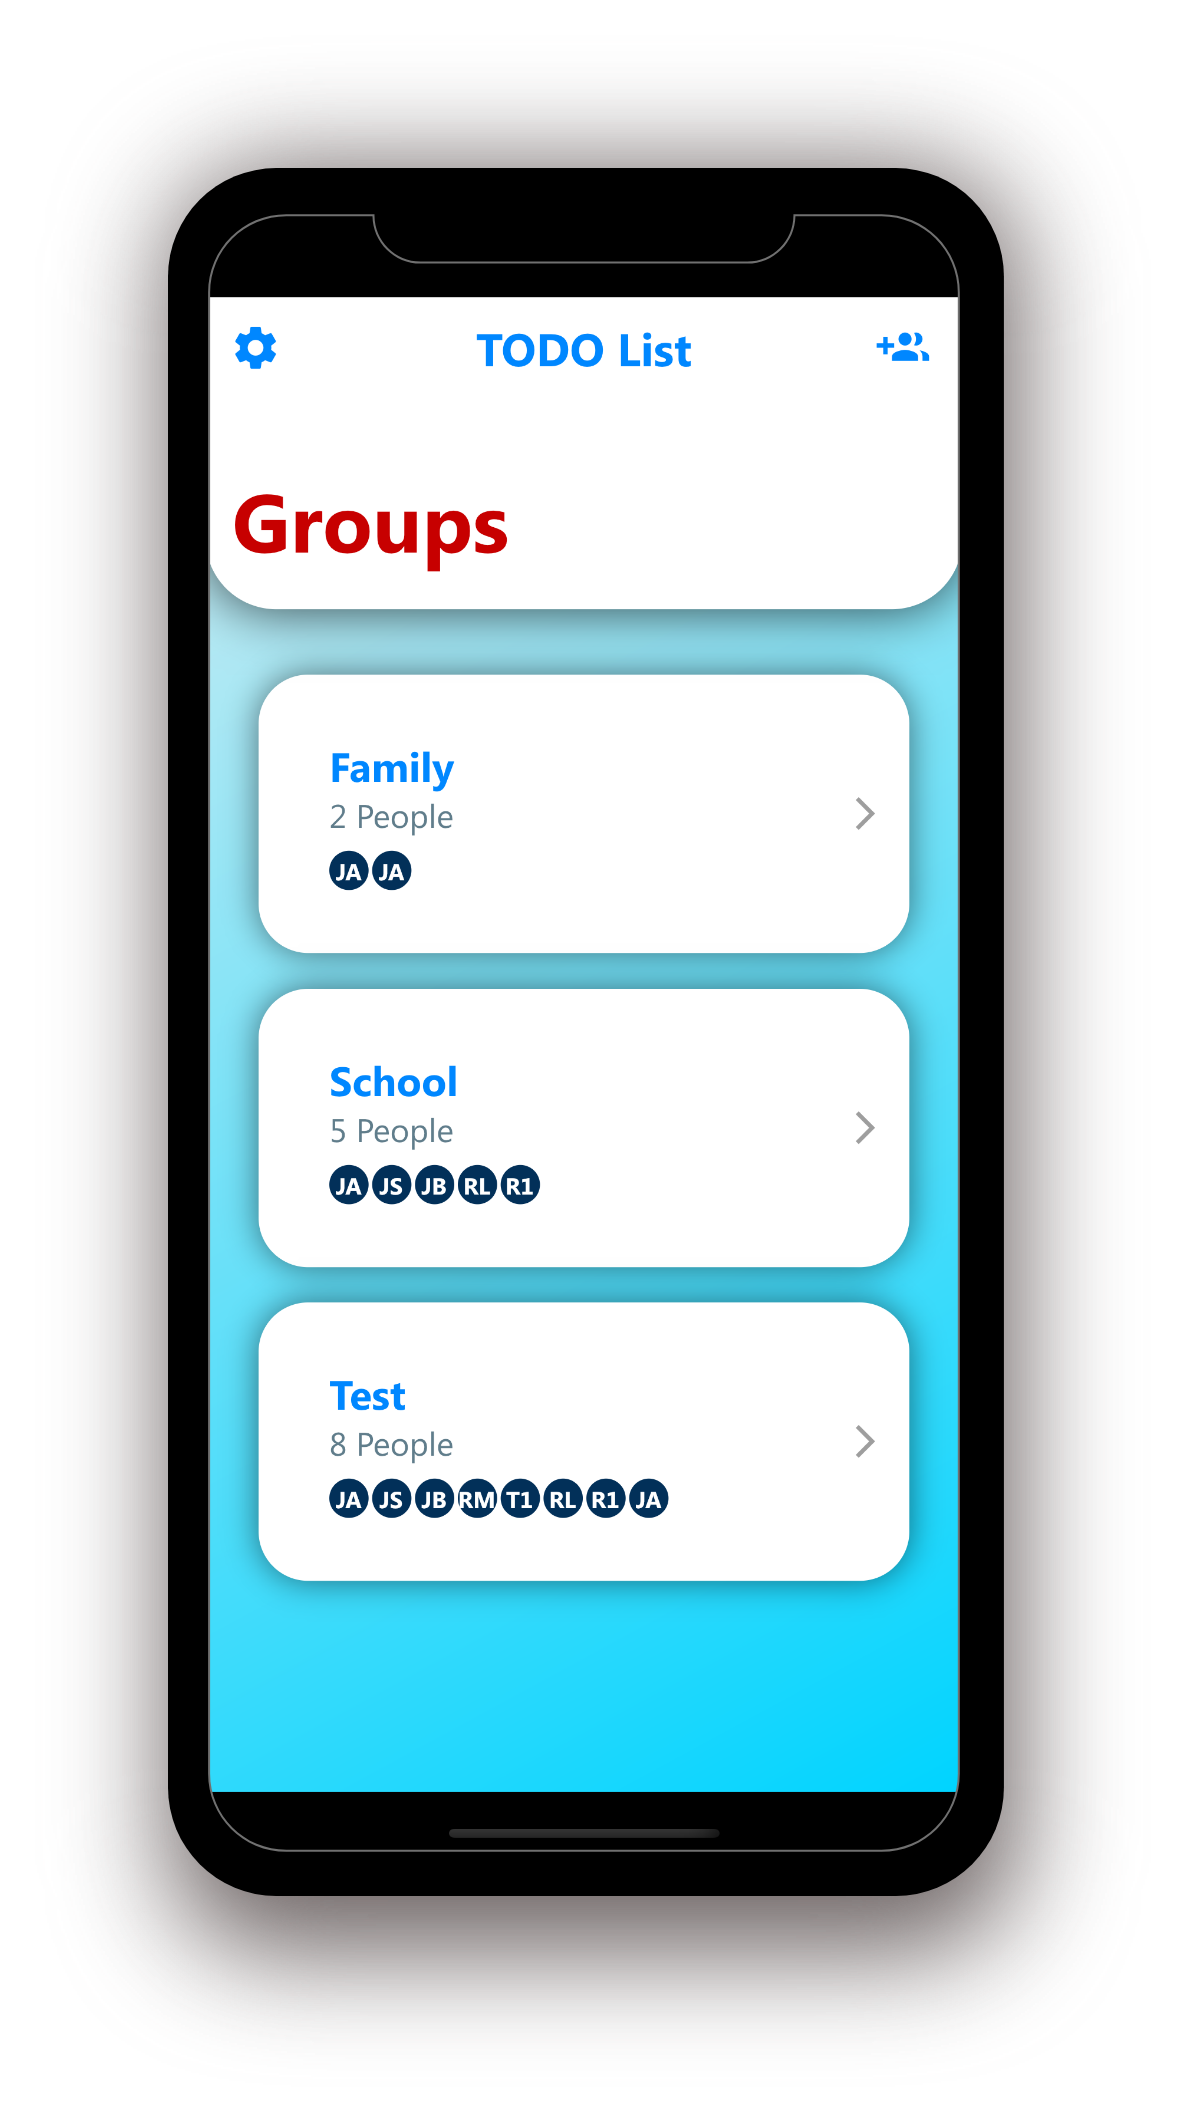 TODO List
Groups
Family
2 People
JA JA
School
5 People
JA JS JB RL R1
Test
8 People
JA JS JB RM T1 RL R1 JA